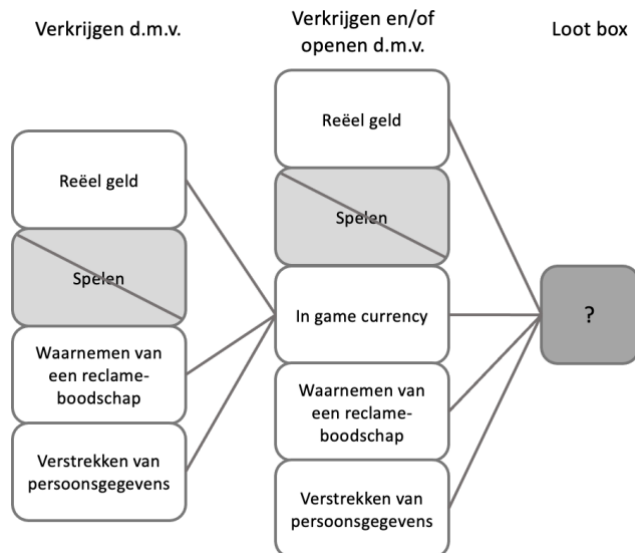 Verkrijgen d.m.v.
Reëel geld
Spelen
Waarnemen van
een reclame-
boodschap
Verstrekken van
persoonsgegevens
Verkrijgen en/of
openen d.m.v.
Reëel geld
Spelen
In game currency
Waarnemen van
een reclame-
boodschap
Verstrekken van
persoonsgegevens
Loot box
?